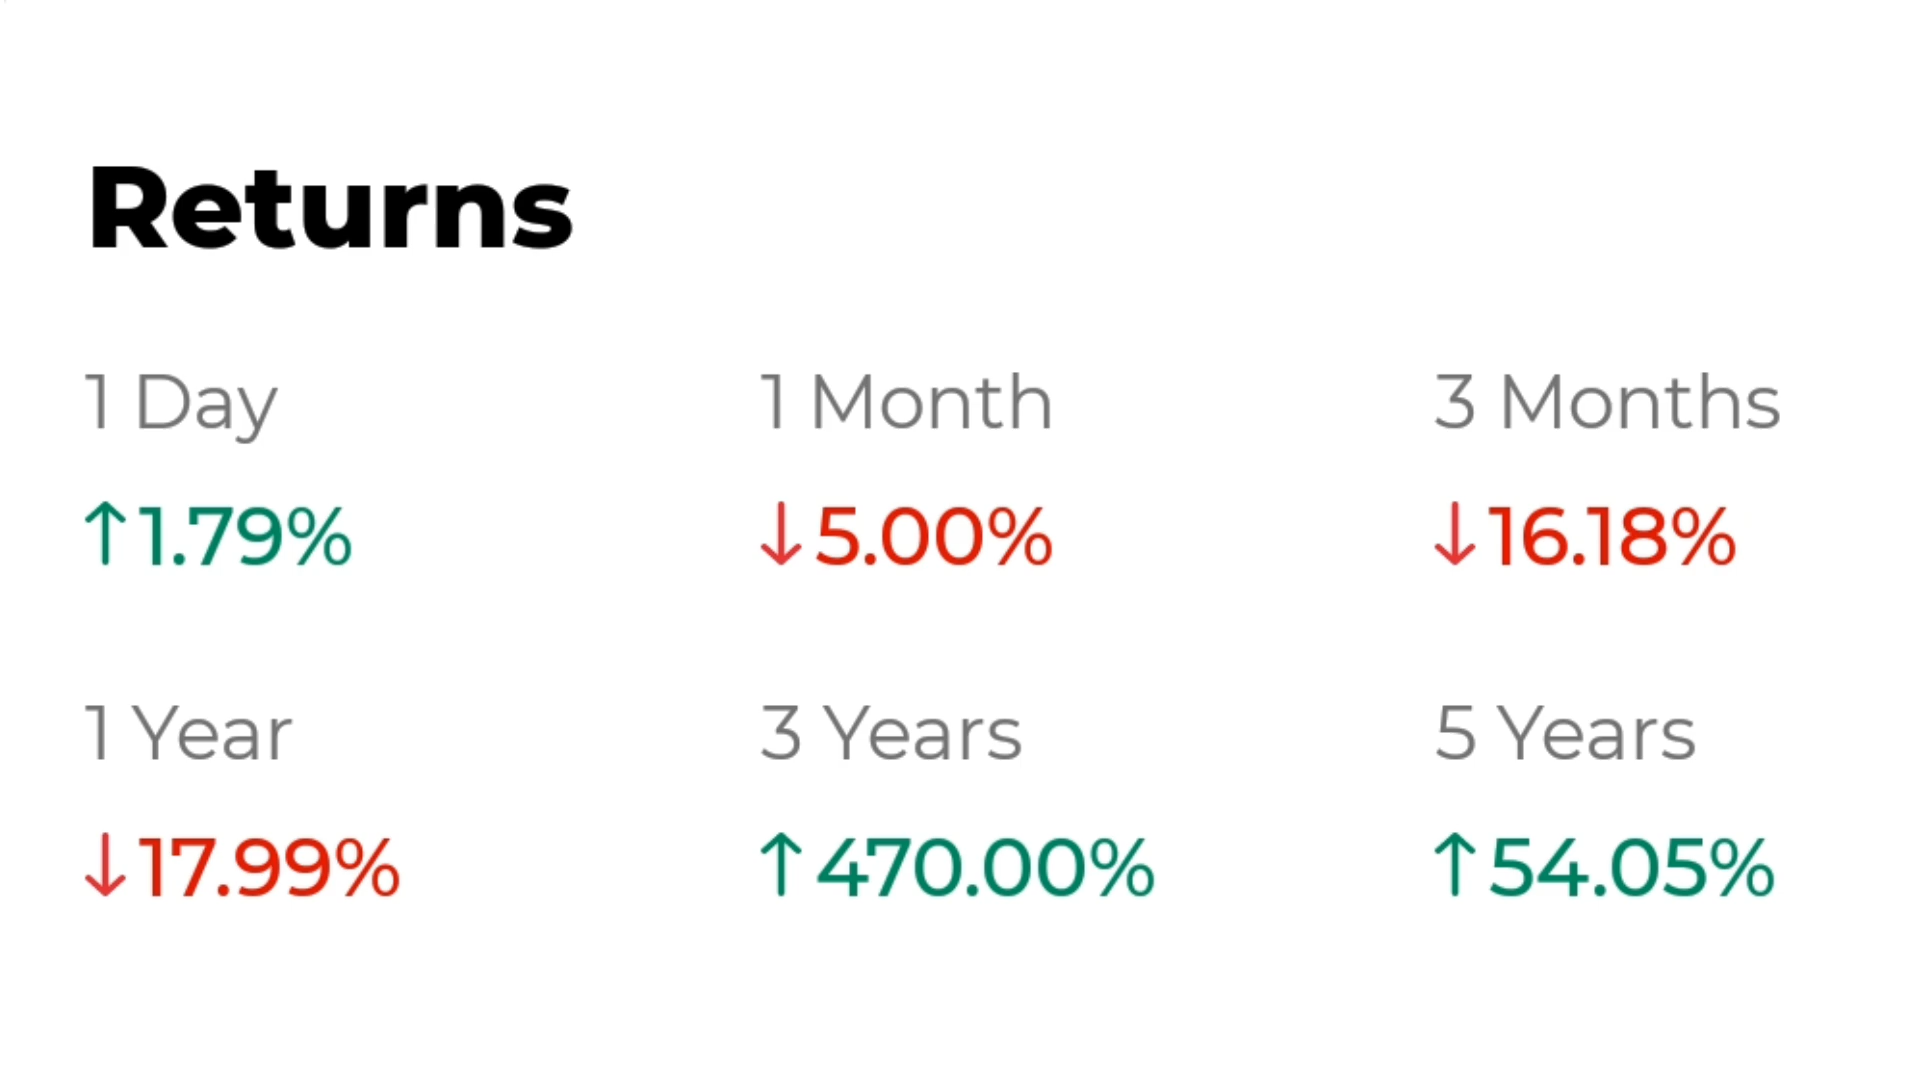 Returns
1 Day 1 Month 3 Months
↑1.79% ↓5.00% ↓16.18%
1 Year 3 Years 5 Years
↓17.99% ↑470.00% ↑54.05%